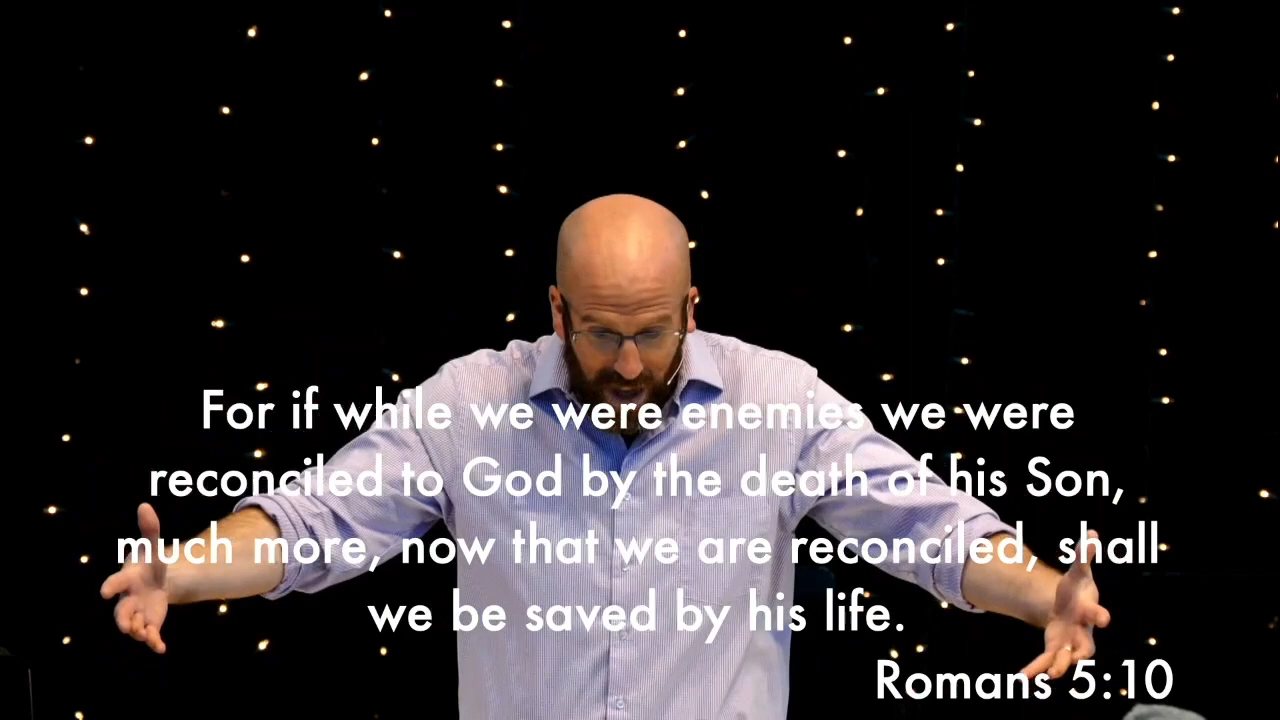 For if while we were enemies we were
reconciled to God by the death of his Son,
much more, now that we are reconciled, shall
we be saved by his life.
Romans 5:10